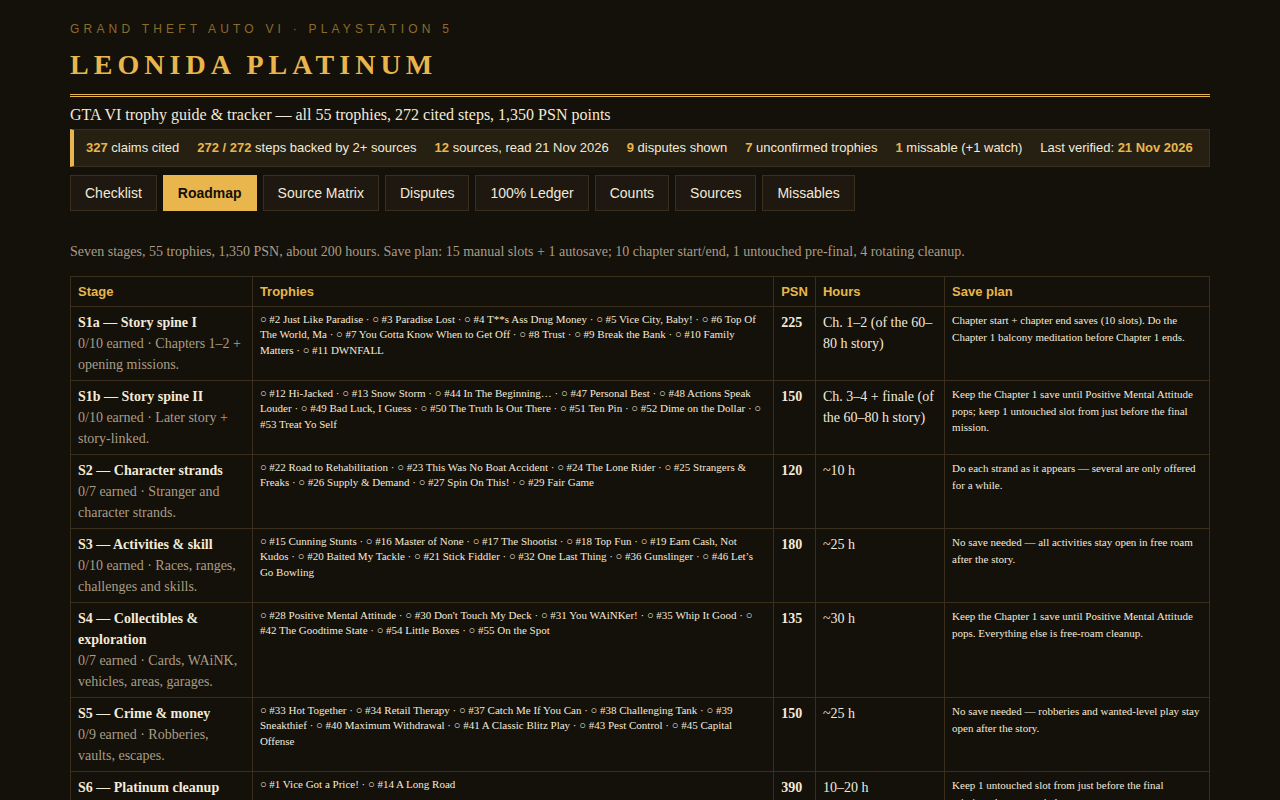 GRAND THEFT AUTO VI · PLAYSTATION 5
LEONIDA PLATINUM
GTA VI trophy guide & tracker — all 55 trophies, 272 cited steps, 1,350 PSN points
327 claims cited 272 / 272 steps backed by 2+ sources 12 sources, read 21 Nov 2026 9 disputes shown 7 unconfirmed trophies 1 missable (+1 watch) Last verified: 21 Nov 2026
Checklist Roadmap Source Matrix Disputes 100% Ledger Counts Sources Missables
Seven stages, 55 trophies, 1,350 PSN, about 200 hours. Save plan: 15 manual slots + 1 autosave; 10 chapter start/end, 1 untouched pre-final, 4 rotating cleanup.
Stage Trophies PSN Hours Save plan
S1a — Story spine I
0/10 earned · Chapters 1–2 +
opening missions.
○ #2 Just Like Paradise · ○ #3 Paradise Lost · ○ #4 T**s Ass Drug Money · ○ #5 Vice City, Baby! · ○ #6 Top Of
The World, Ma · ○ #7 You Gotta Know When to Get Off · ○ #8 Trust · ○ #9 Break the Bank · ○ #10 Family
Matters · ○ #11 DWNFALL
225
Ch. 1–2 (of the 60–
80 h story)
Chapter start + chapter end saves (10 slots). Do the
Chapter 1 balcony meditation before Chapter 1 ends.
S1b — Story spine II
0/10 earned · Later story +
story-linked.
○ #12 Hi-Jacked · ○ #13 Snow Storm · ○ #44 In The Beginning… · ○ #47 Personal Best · ○ #48 Actions Speak
Louder · ○ #49 Bad Luck, I Guess · ○ #50 The Truth Is Out There · ○ #51 Ten Pin · ○ #52 Dime on the Dollar · ○
#53 Treat Yo Self
150
Ch. 3–4 + finale (of
the 60–80 h story)
Keep the Chapter 1 save until Positive Mental Attitude
pops; keep 1 untouched slot from just before the final
mission.
S2 — Character strands
0/7 earned · Stranger and
character strands.
○ #22 Road to Rehabilitation · ○ #23 This Was No Boat Accident · ○ #24 The Lone Rider · ○ #25 Strangers &
Freaks · ○ #26 Supply & Demand · ○ #27 Spin On This! · ○ #29 Fair Game
120
~10 h
Do each strand as it appears — several are only offered
for a while.
S3 — Activities & skill
0/10 earned · Races, ranges,
challenges and skills.
○ #15 Cunning Stunts · ○ #16 Master of None · ○ #17 The Shootist · ○ #18 Top Fun · ○ #19 Earn Cash, Not
Kudos · ○ #20 Baited My Tackle · ○ #21 Stick Fiddler · ○ #32 One Last Thing · ○ #36 Gunslinger · ○ #46 Let's
Go Bowling
180
~25 h
No save needed — all activities stay open in free roam
after the story.
S4 — Collectibles &
exploration
0/7 earned · Cards, WAiNK,
vehicles, areas, garages.
○ #28 Positive Mental Attitude · ○ #30 Don't Touch My Deck · ○ #31 You WAiNKer! · ○ #35 Whip It Good · ○
#42 The Goodtime State · ○ #54 Little Boxes · ○ #55 On the Spot
135
~30 h
Keep the Chapter 1 save until Positive Mental Attitude
pops. Everything else is free-roam cleanup.
S5 — Crime & money
0/9 earned · Robberies,
vaults, escapes.
○ #33 Hot Together · ○ #34 Retail Therapy · ○ #37 Catch Me If You Can · ○ #38 Challenging Tank · ○ #39
Sneakthief · ○ #40 Maximum Withdrawal · ○ #41 A Classic Blitz Play · ○ #43 Pest Control · ○ #45 Capital
Offense
150
~25 h
No save needed — robberies and wanted-level play stay
open after the story.
S6 — Platinum cleanup
○ #1 Vice Got a Price! · ○ #14 A Long Road
390
10–20 h
Keep 1 untouched slot from just before the final